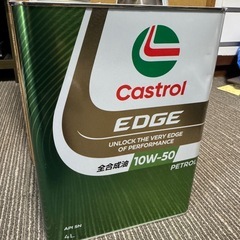 Castrol
EDGE
UNLOCK THE VERY EDGE
OF PERFORMANCE
全合成油 10W-50
PETROL
API SN
4L